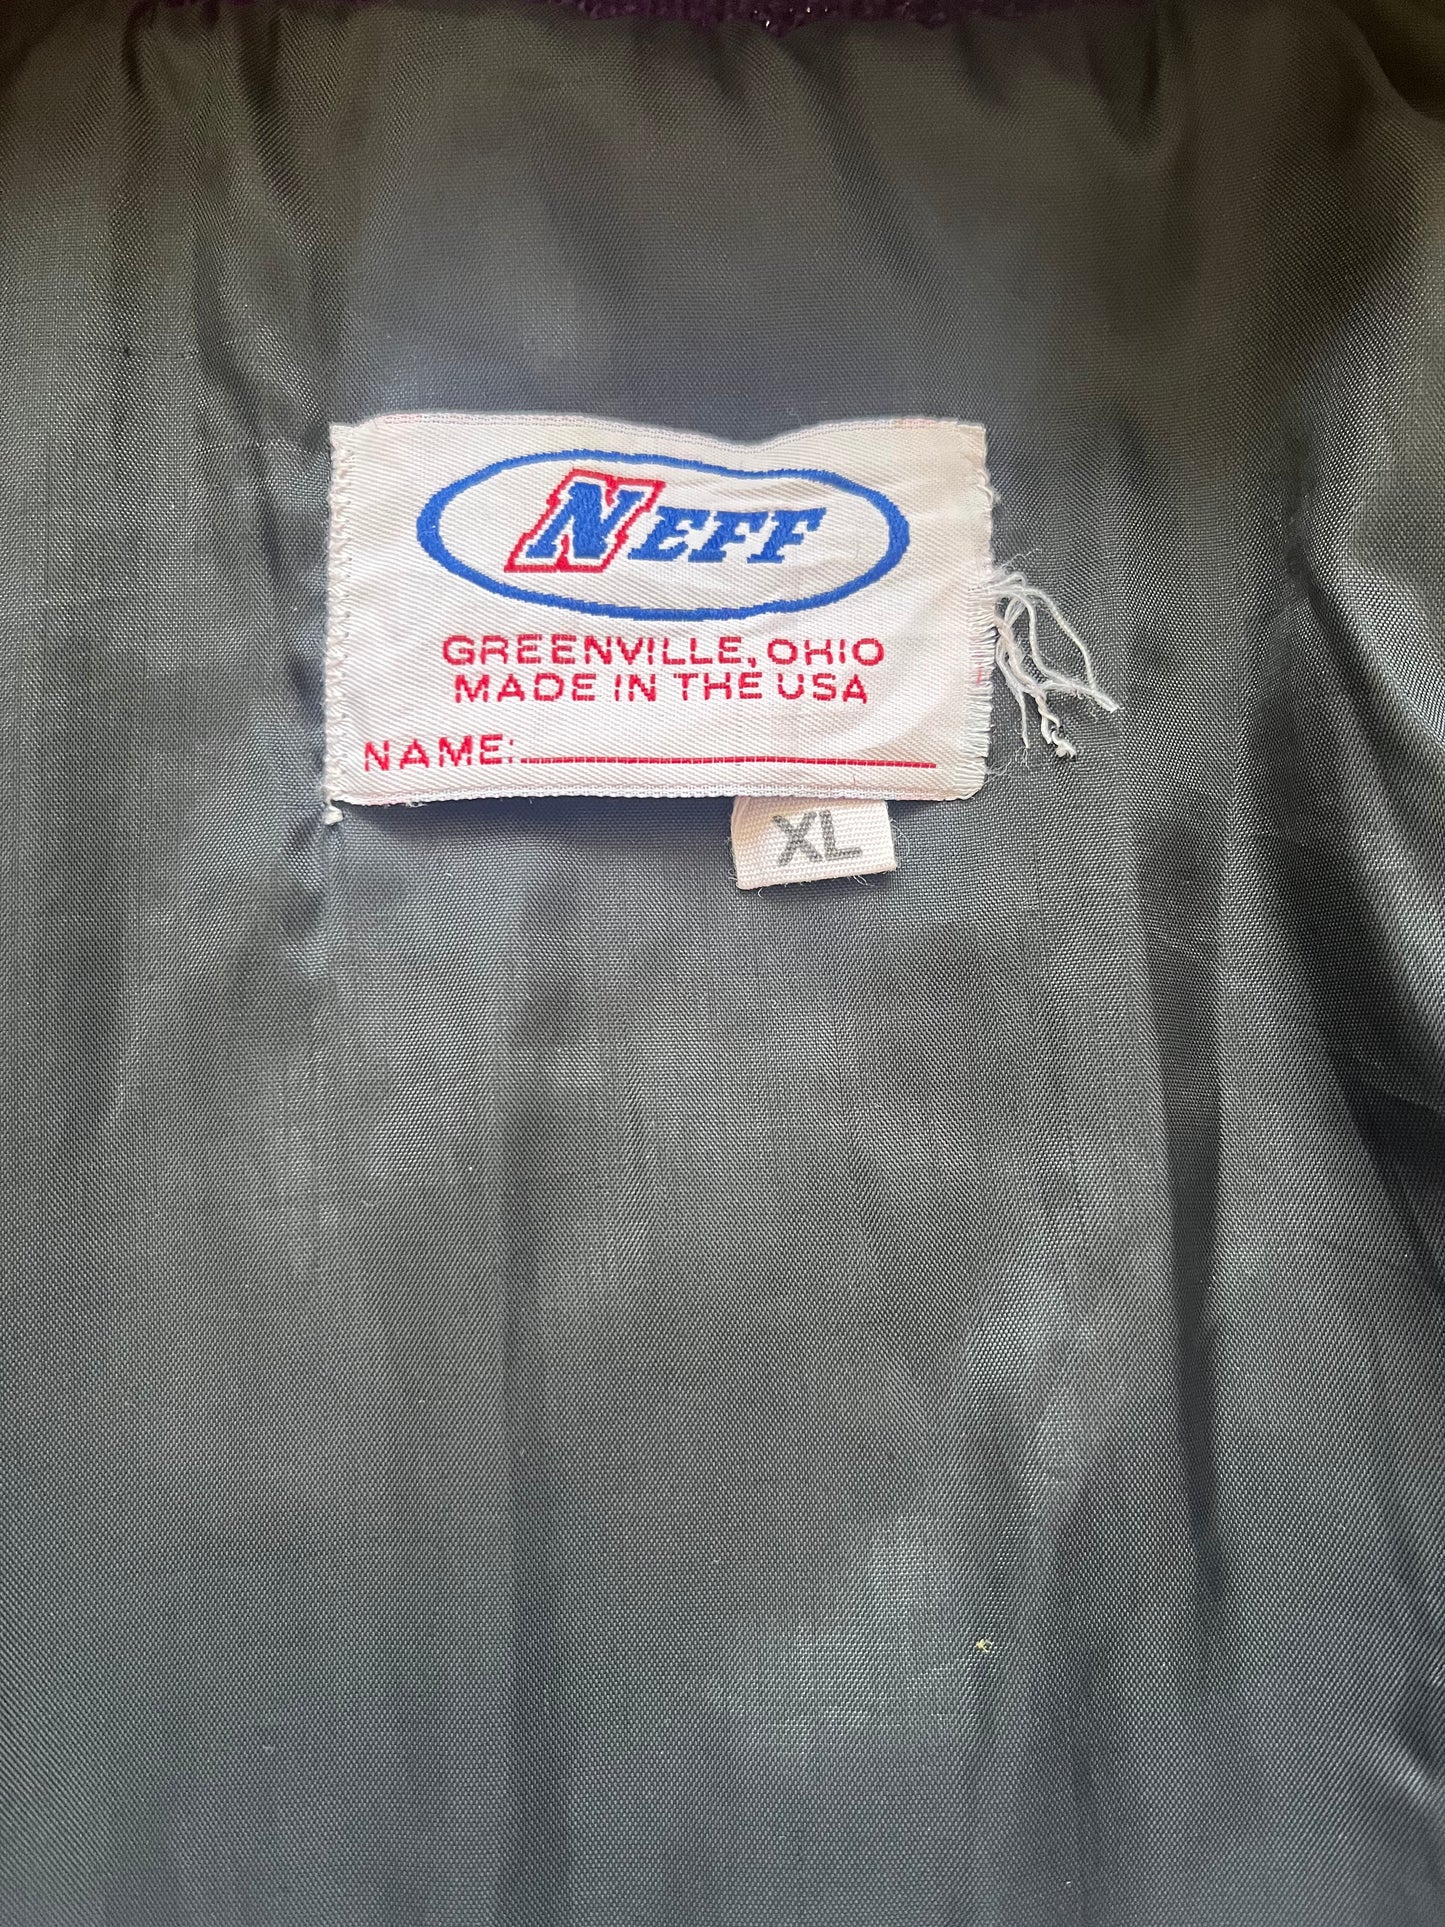 NEFF
GREENVILLE, OHIO
MADE IN THE USA
NAME:
XL